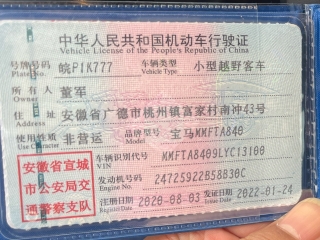 中华人民共和国机动车行驶证
Vehicle License of the People's Republic of China
号牌号码 皖P1K777 车辆类型 小型越野客车
Plate No. Vehicle Type
所有人 董军
Owner
住址 安徽省广德市桃州镇富家村南冲43号
Address
使用性质 非营运 品牌型号 宝马WMFTA840
Use Character Model
安徽省宣城
市公安局交
通警察支队
车辆识别代号 WMFTA8409LYC13100
VIN
发动机号码 24725922B58B30C
Engine No.
注册日期 2020-08-03 发证日期 2022-01-24
Register Date Issue Date